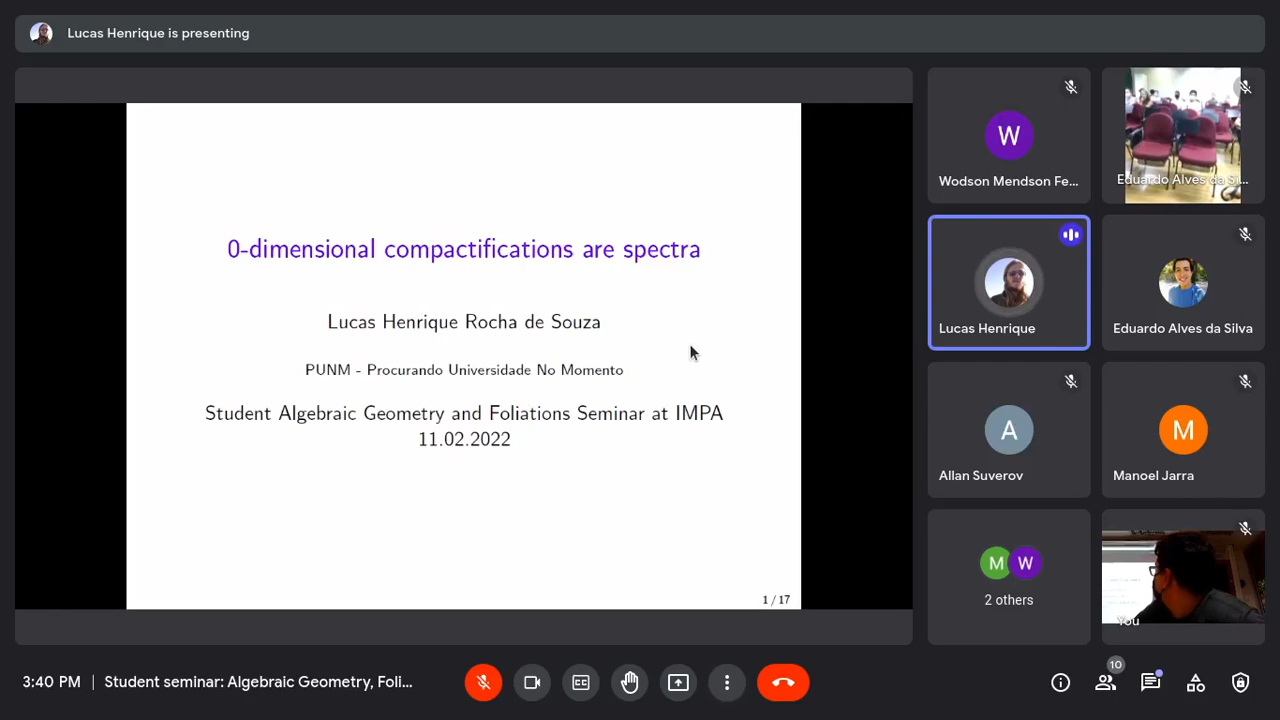 Lucas Henrique is presenting
0-dimensional compactifications are spectra
Lucas Henrique Rocha de Souza
PUNM - Procurando Universidade No Momento
Student Algebraic Geometry and Foliations Seminar at IMPA
11.02.2022
1 / 17
W
Wodson Mendson Fe...
Eduardo Alves da Sil...
Lucas Henrique
Eduardo Alves da Silva
A
Allan Suverov
M
Manoel Jarra
M W
2 others
You
3:40 PM | Student seminar: Algebraic Geometry, Foli...
CC
10